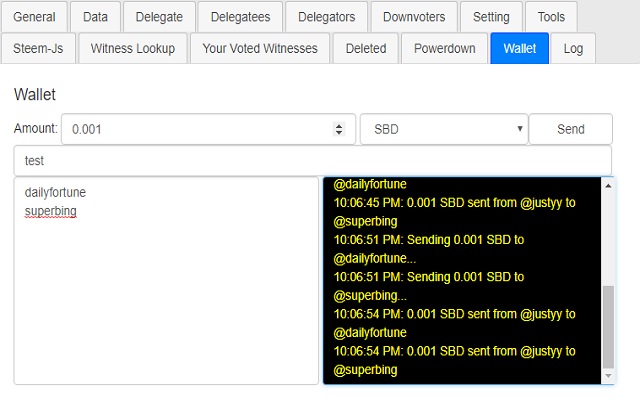 General Data Delegate Delegatees Delegators Downvoters Setting Tools
Steem-Js Witness Lookup Your Voted Witnesses Deleted Powerdown Wallet Log
Wallet
Amount: 0.001 SBD Send
test
dailyfortune
superbing
@dailyfortune
10:06:45 PM: 0.001 SBD sent from @justyy to
@superbing
10:06:51 PM: Sending 0.001 SBD to
@dailyfortune...
10:06:51 PM: Sending 0.001 SBD to
@superbing...
10:06:54 PM: 0.001 SBD sent from @justyy to
@dailyfortune
10:06:54 PM: 0.001 SBD sent from @justyy to
@superbing